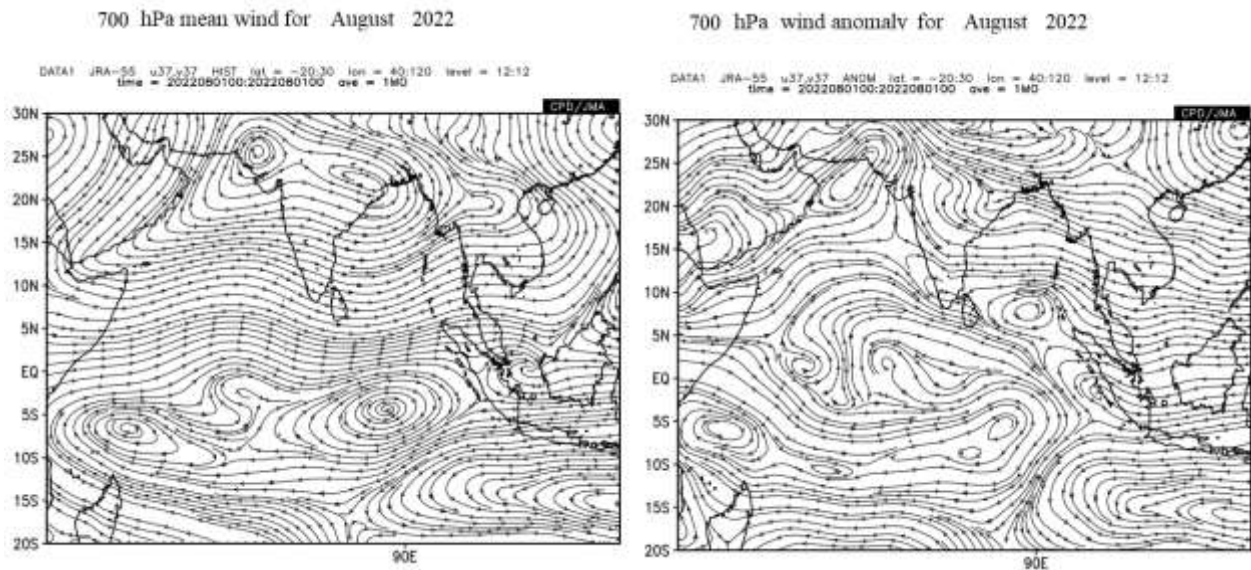 700 hPa mean wind for August 2022
DATA1 JRA-55 u37,v37 HIST lat = -20:30 lon = 40:120 level = 12:12
time = 2022080100:2022080100 ave = 1MO
CPD/JMA
30N
25N
20N
15N
10N
5N
EQ
5S
10S
15S
20S
90E
700 hPa wind anomalv for August 2022
DATA1 JRA-55 u37,v37 ANOM lat = -20:30 lon = 40:120 level = 12:12
time = 2022080100:2022080100 ave = 1MO
CPD/JMA
30N
25N
20N
15N
10N
5N
EQ
5S
10S
15S
20S
90E